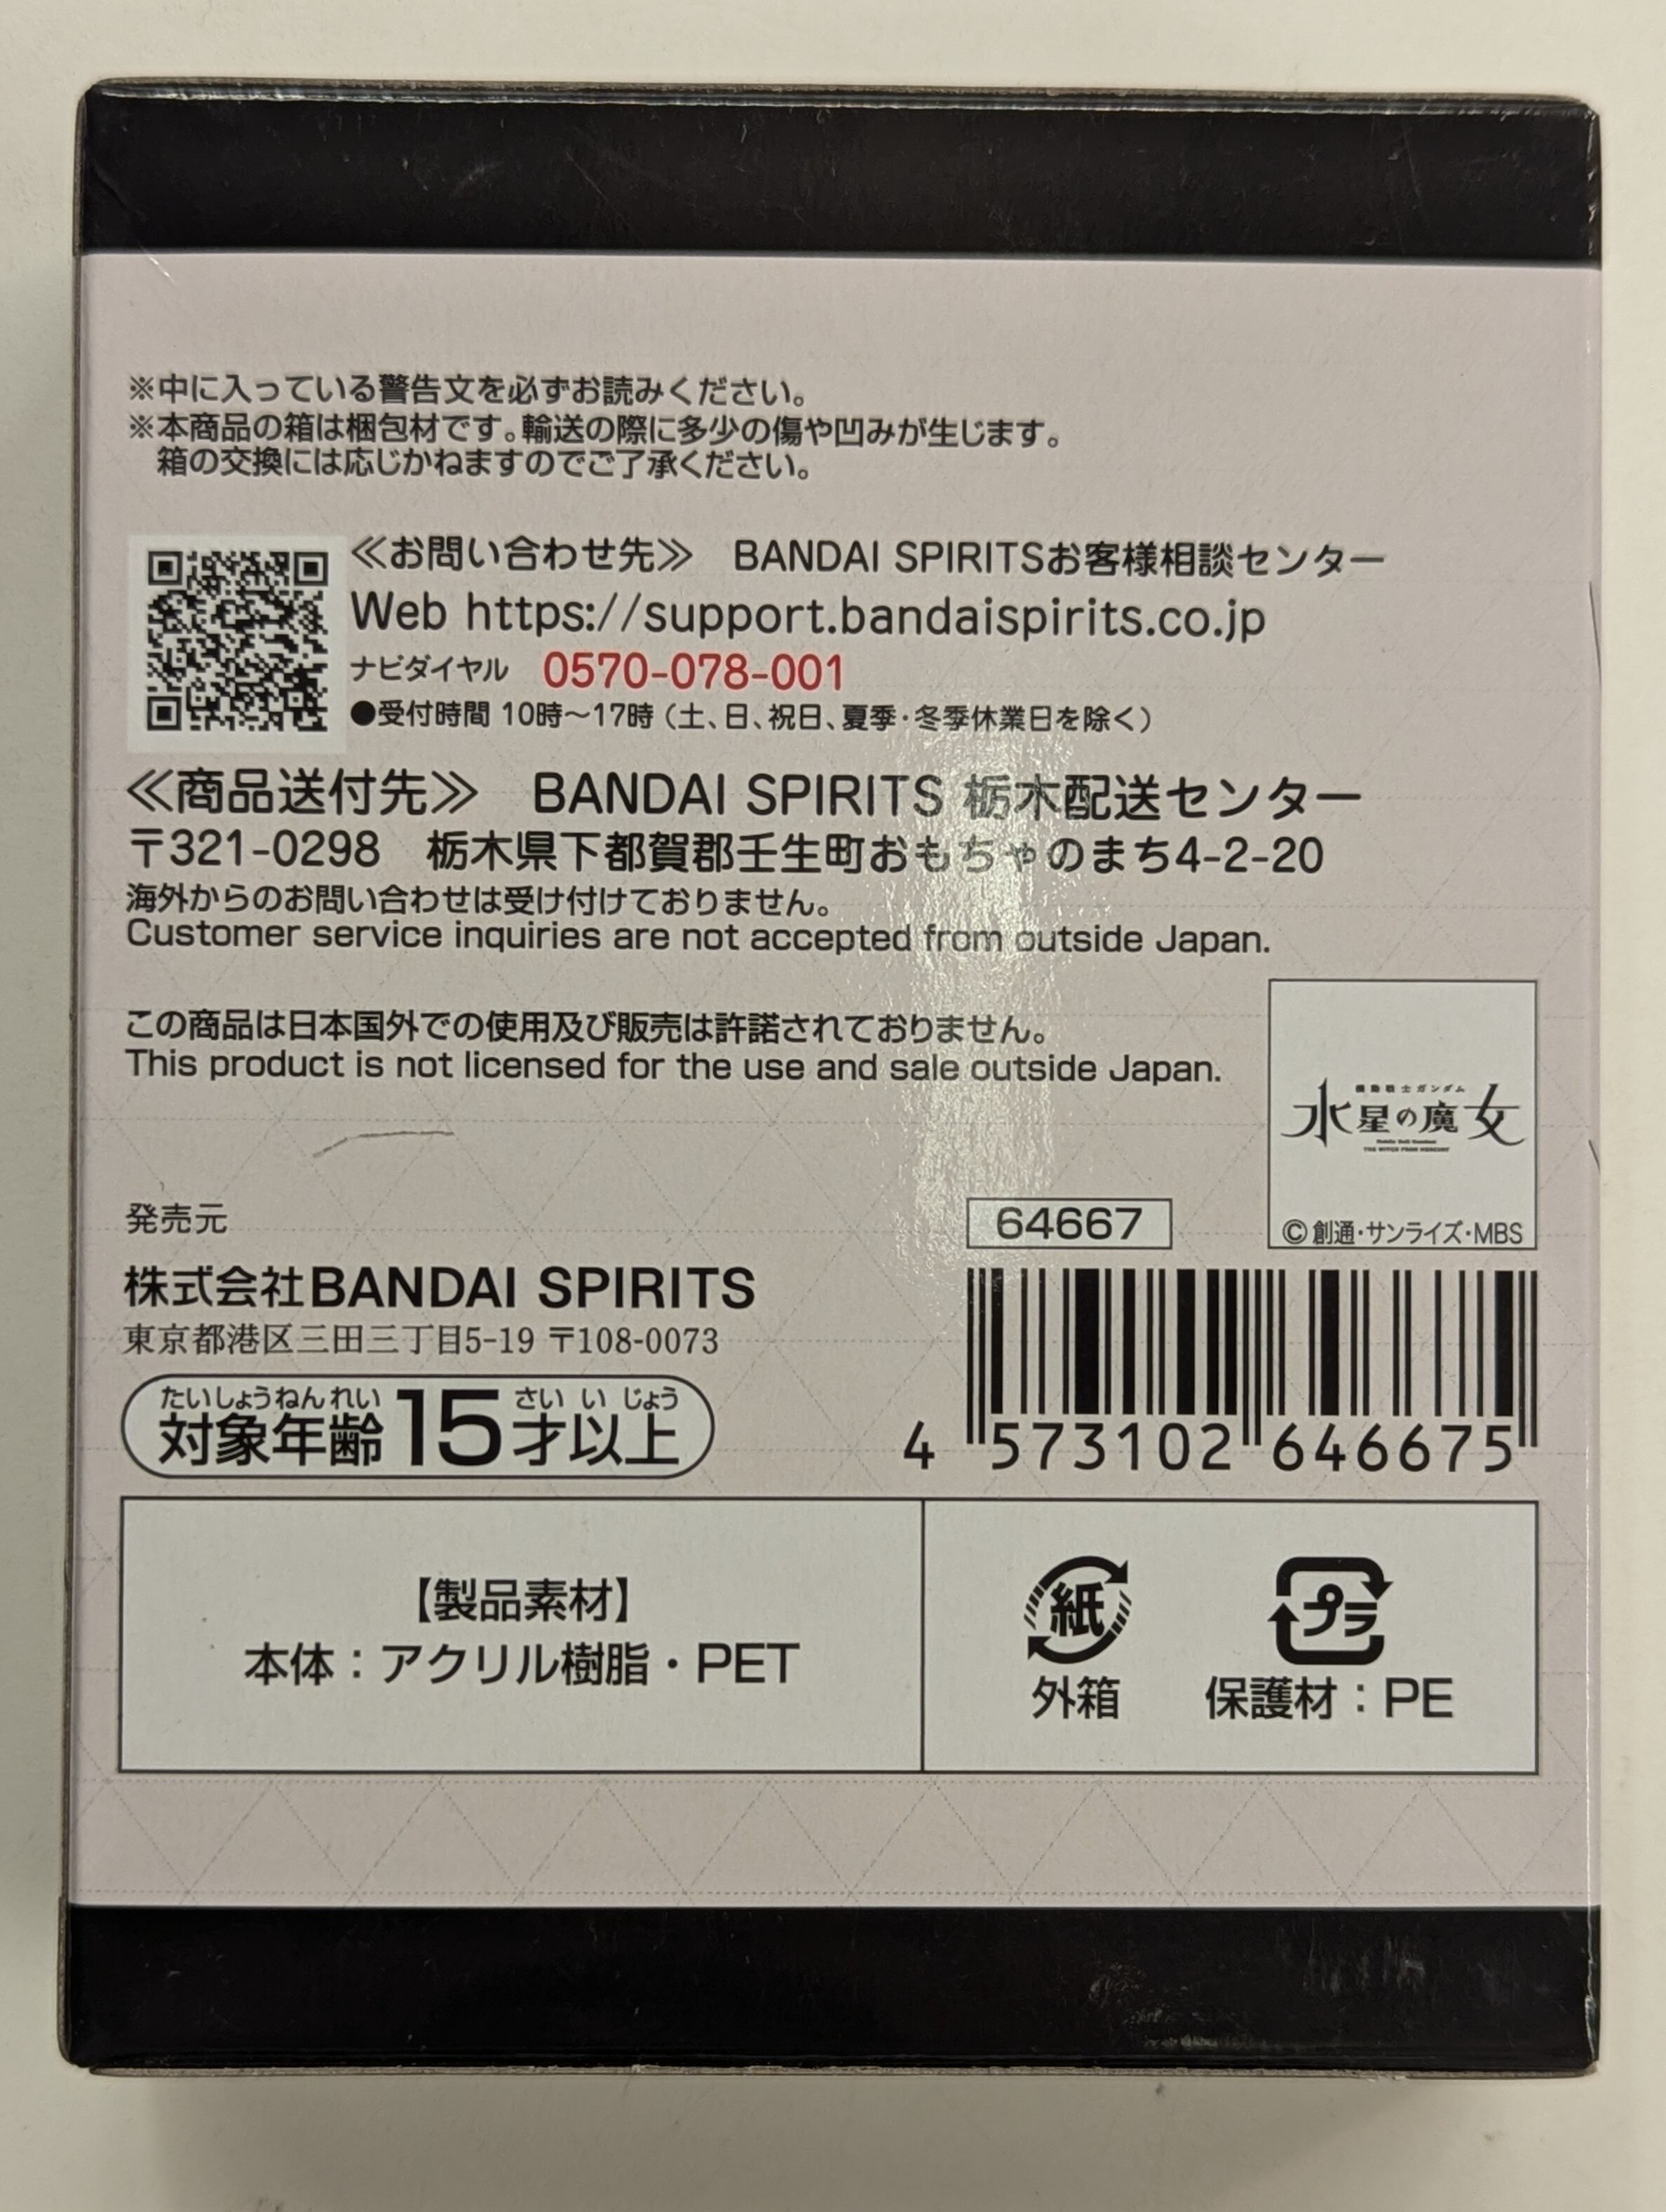 ※中に入っている警告文を必ずお読みください。
※本商品の箱は梱包材です。輸送の際に多少の傷や凹みが生じます。
箱の交換には応じかねますのでご了承ください。
≪お問い合わせ先≫ BANDAI SPIRITSお客様相談センター
Web https://support.bandaispirits.co.jp
ナビダイヤル 0570-078-001
●受付時間 10時～17時（土、日、祝日、夏季・冬季休業日を除く）
≪商品送付先≫ BANDAI SPIRITS 栃木配送センター
〒321-0298 栃木県下都賀郡壬生町おもちゃのまち4-2-20
海外からのお問い合わせは受け付けておりません。
Customer service inquiries are not accepted from outside Japan.
この商品は日本国外での使用及び販売は許諾されておりません。
This product is not licensed for the use and sale outside Japan.
機動戦士ガンダム
水星の魔女
Mobile Suit Gundam
THE WITCH FROM MERCURY
©創通・サンライズ・MBS
発売元
株式会社BANDAI SPIRITS
東京都港区三田三丁目5-19 〒108-0073
たいしょうねんれい さい い じょう
対象年齢15才以上
64667
4 573102 646675
【製品素材】
本体：アクリル樹脂・PET
紙
外箱
プラ
保護材：PE